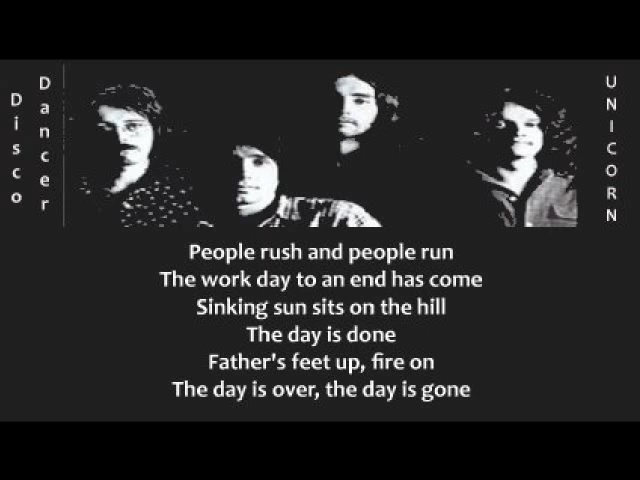 Disco
Dancer
UNICORN
People rush and people run
The work day to an end has come
Sinking sun sits on the hill
The day is done
Father's feet up, fire on
The day is over, the day is gone